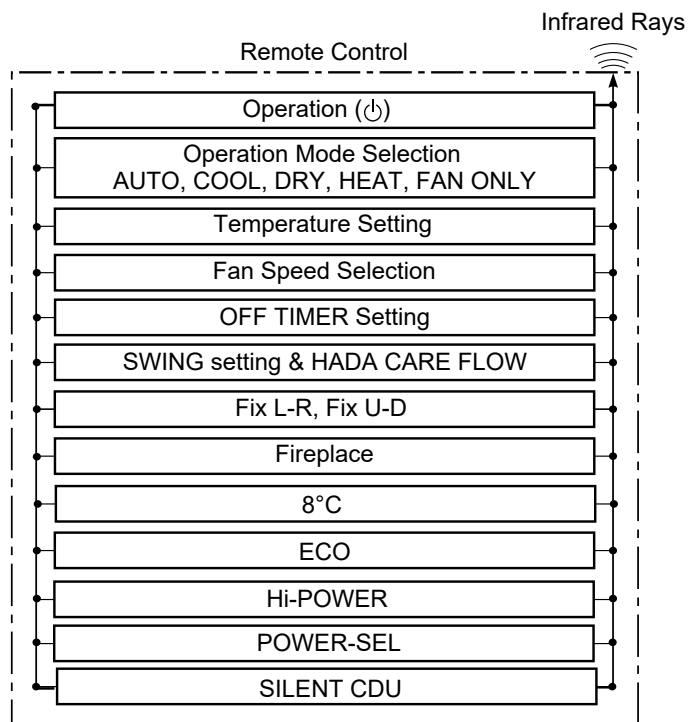 Infrared Rays
Remote Control
Operation (⏻)
Operation Mode Selection
AUTO, COOL, DRY, HEAT, FAN ONLY
Temperature Setting
Fan Speed Selection
OFF TIMER Setting
SWING setting & HADA CARE FLOW
Fix L-R, Fix U-D
Fireplace
8°C
ECO
Hi-POWER
POWER-SEL
SILENT CDU